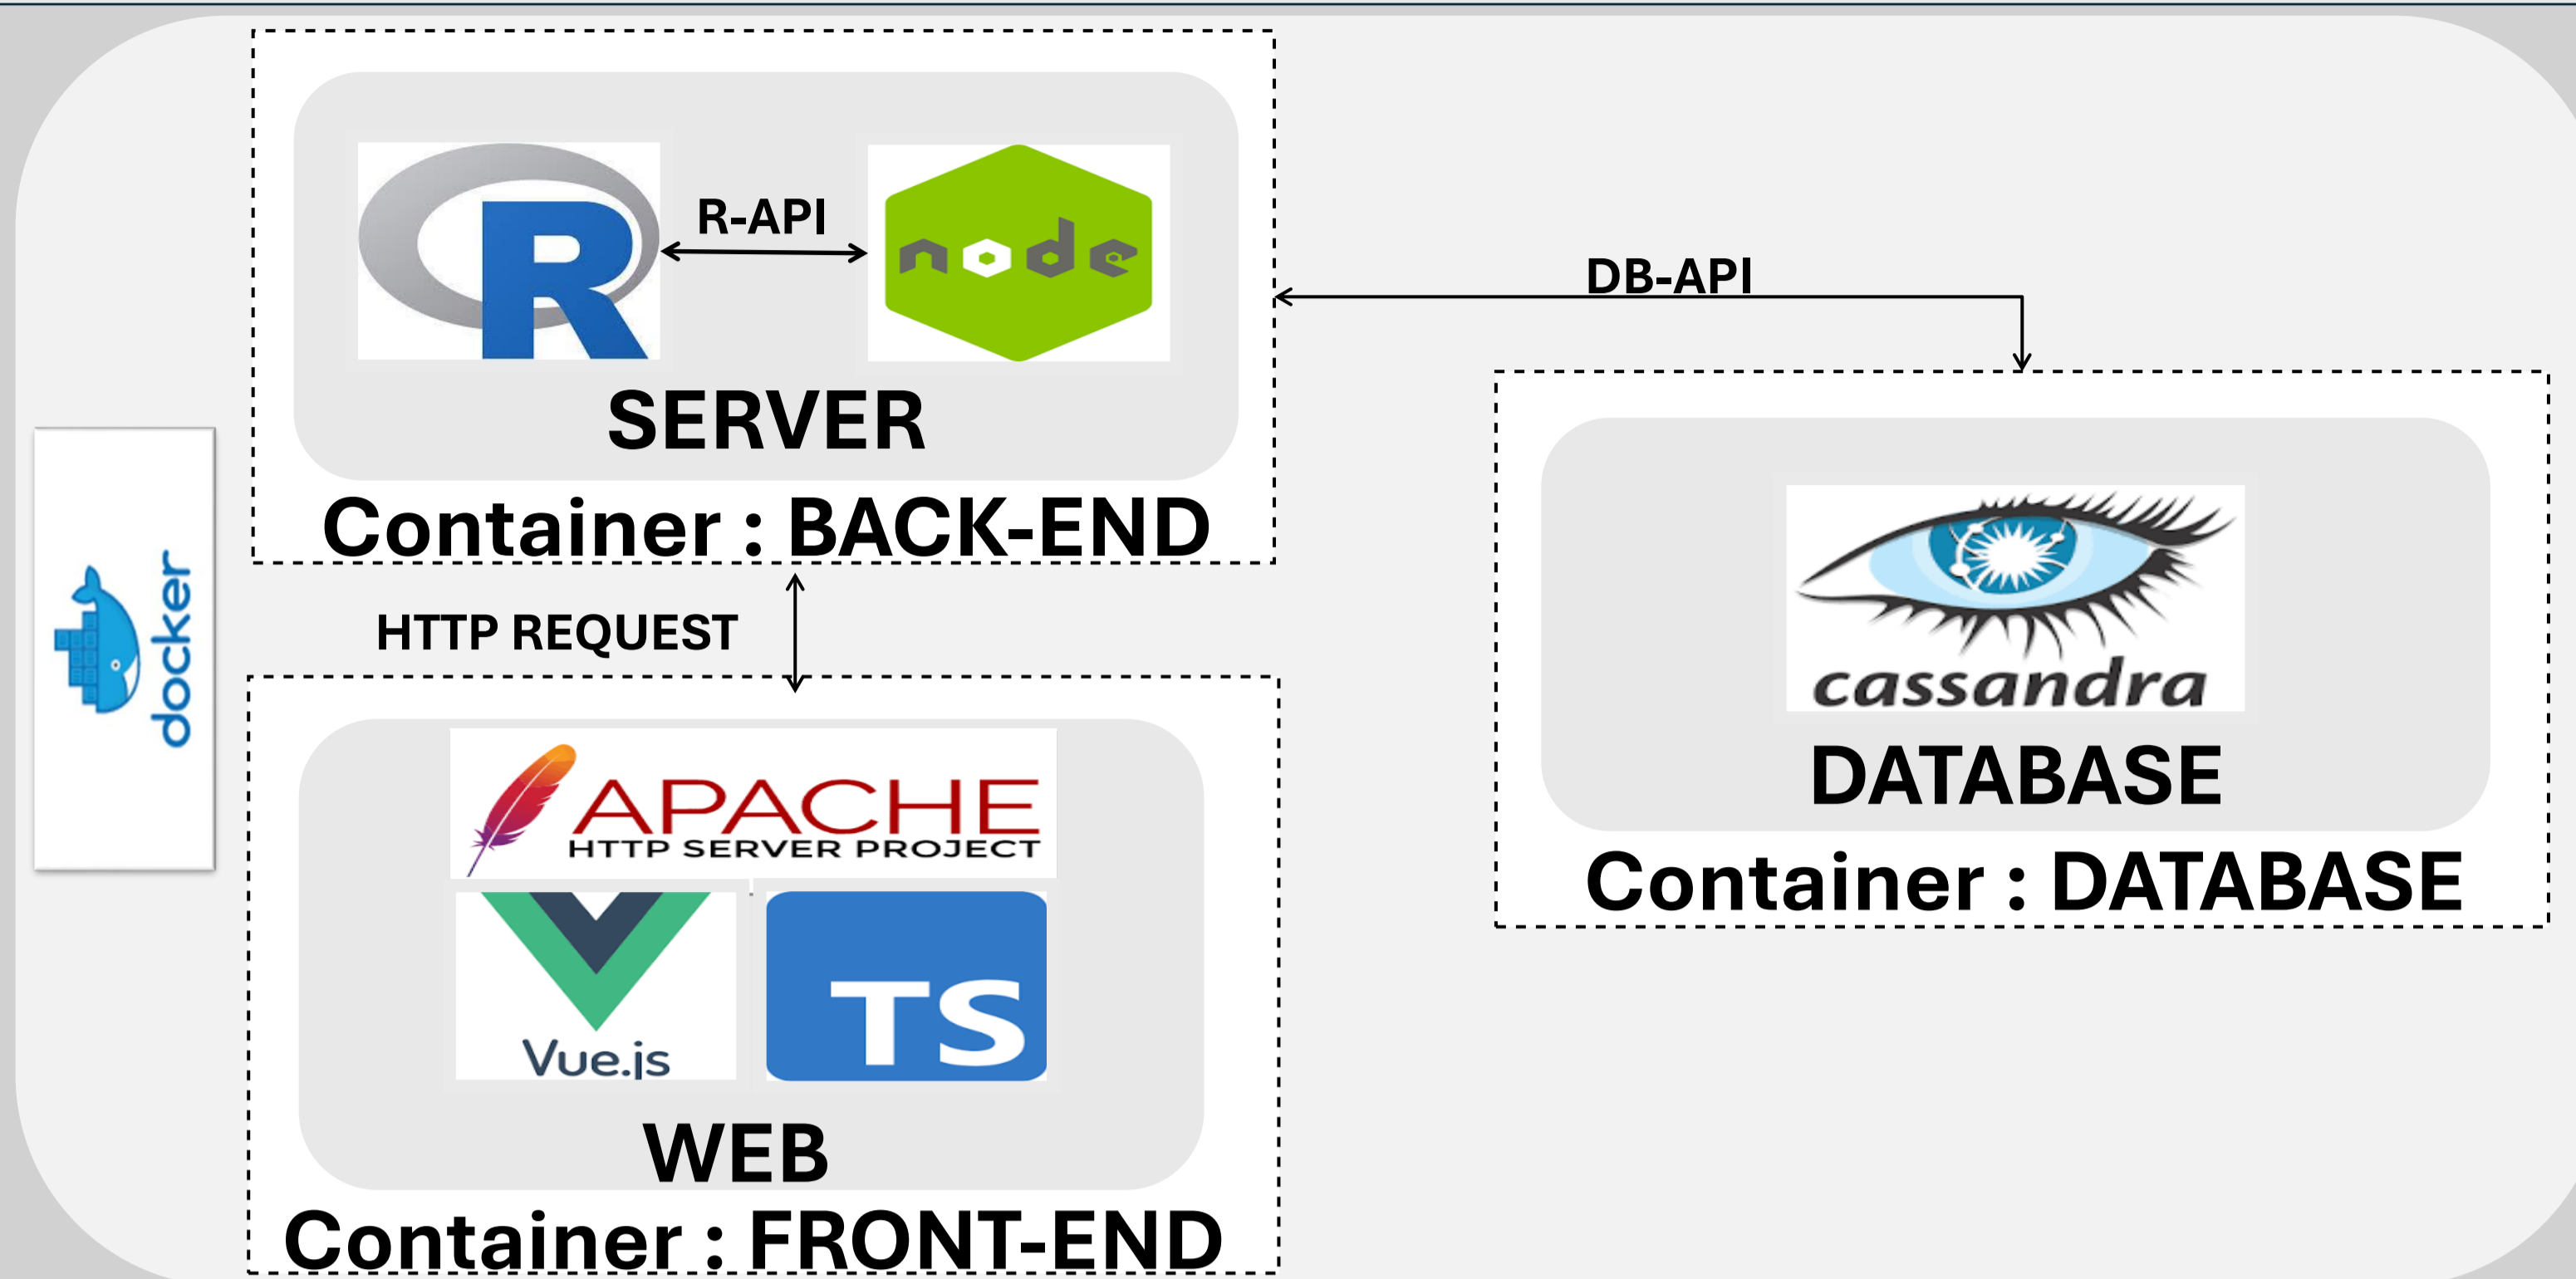 R
R-API
node
SERVER
Container : BACK-END
DB-API
docker
HTTP REQUEST
cassandra
DATABASE
Container : DATABASE
APACHE
HTTP SERVER PROJECT
Vue.js
TS
WEB
Container : FRONT-END